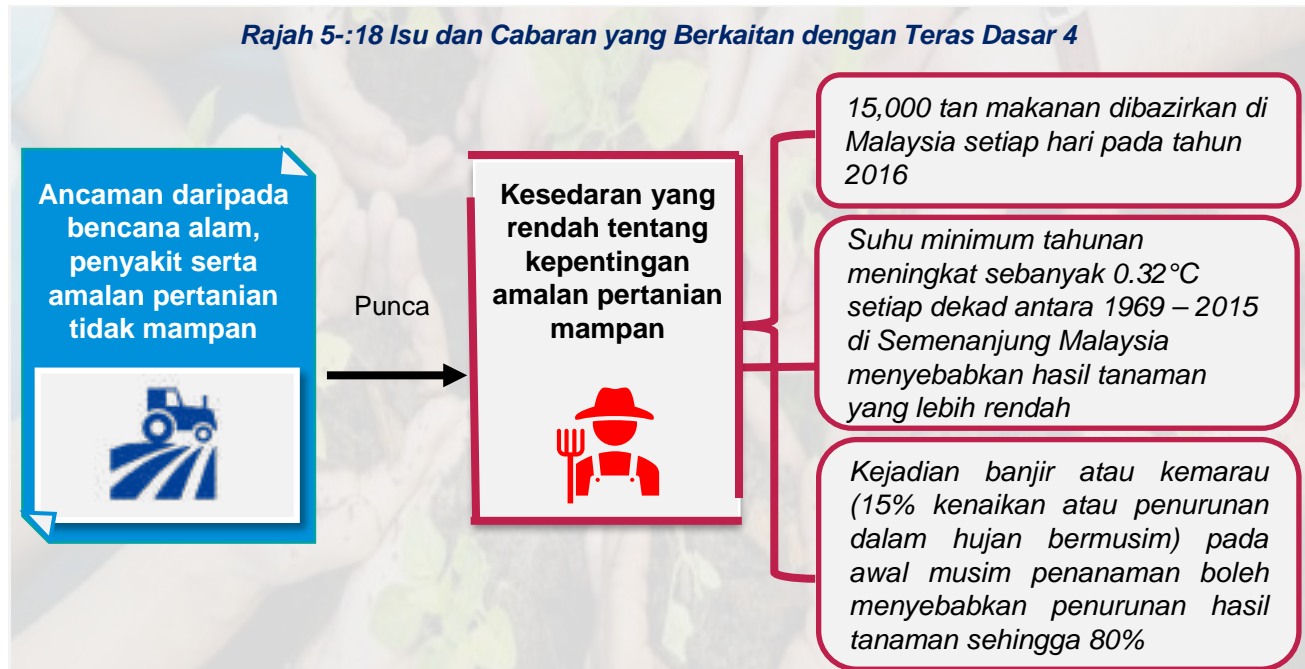 Rajah 5-:18 Isu dan Cabaran yang Berkaitan dengan Teras Dasar 4
Ancaman daripada
bencana alam,
penyakit serta
amalan pertanian
tidak mampan
Punca
Kesedaran yang
rendah tentang
kepentingan
amalan pertanian
mampan
15,000 tan makanan dibazirkan di
Malaysia setiap hari pada tahun
2016
Suhu minimum tahunan
meningkat sebanyak 0.32°C
setiap dekad antara 1969 – 2015
di Semenanjung Malaysia
menyebabkan hasil tanaman
yang lebih rendah
Kejadian banjir atau kemarau
(15% kenaikan atau penurunan
dalam hujan bermusim) pada
awal musim penanaman boleh
menyebabkan penurunan hasil
tanaman sehingga 80%